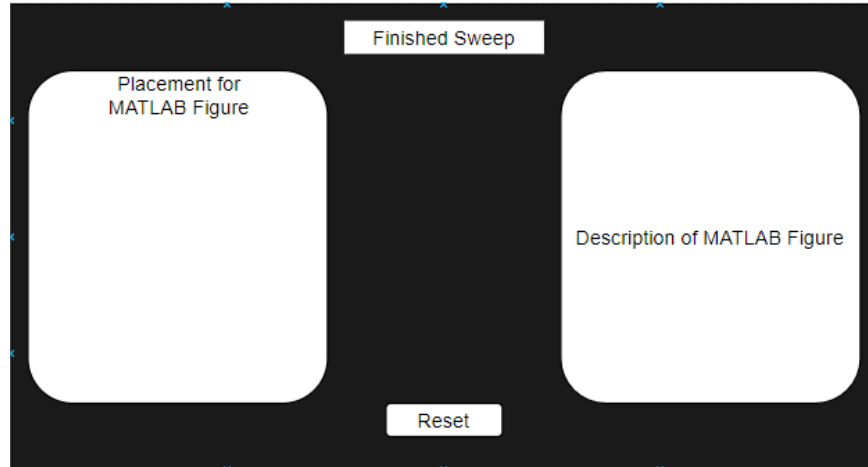 Finished Sweep
Placement for
MATLAB Figure
Description of MATLAB Figure
Reset